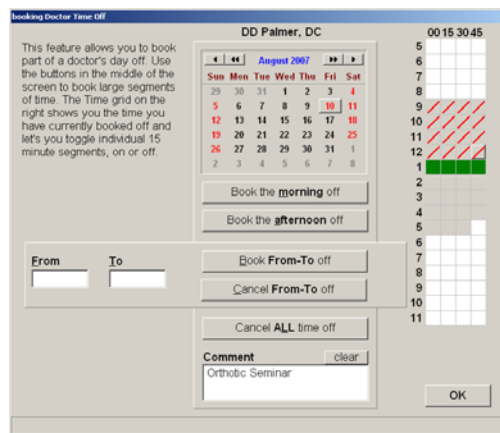 booking Doctor Time Off
This feature allows you to book
part of a doctor's day off. Use
the buttons in the middle of the
screen to book large segments
of time. The Time grid on the
right shows you the time you
have currently booked off and
let's you toggle individual 15
minute segments, on or off.
DD Palmer, DC
August 2007
Sun Mon Tue Wed Thu Fri Sat
29 30 31 1 2 3 4
5 6 7 8 9 10 11
12 13 14 15 16 17 18
19 20 21 22 23 24 25
26 27 28 29 30 31 1
2 3 4 5 6 7 8
Book the morning off
Book the afternoon off
From To
Book From-To off
Cancel From-To off
Cancel ALL time off
Comment clear
Orthotic Seminar
00 15 30 45
5
6
7
8
9
10
11
12
1
2
3
4
5
6
7
8
9
10
11
OK